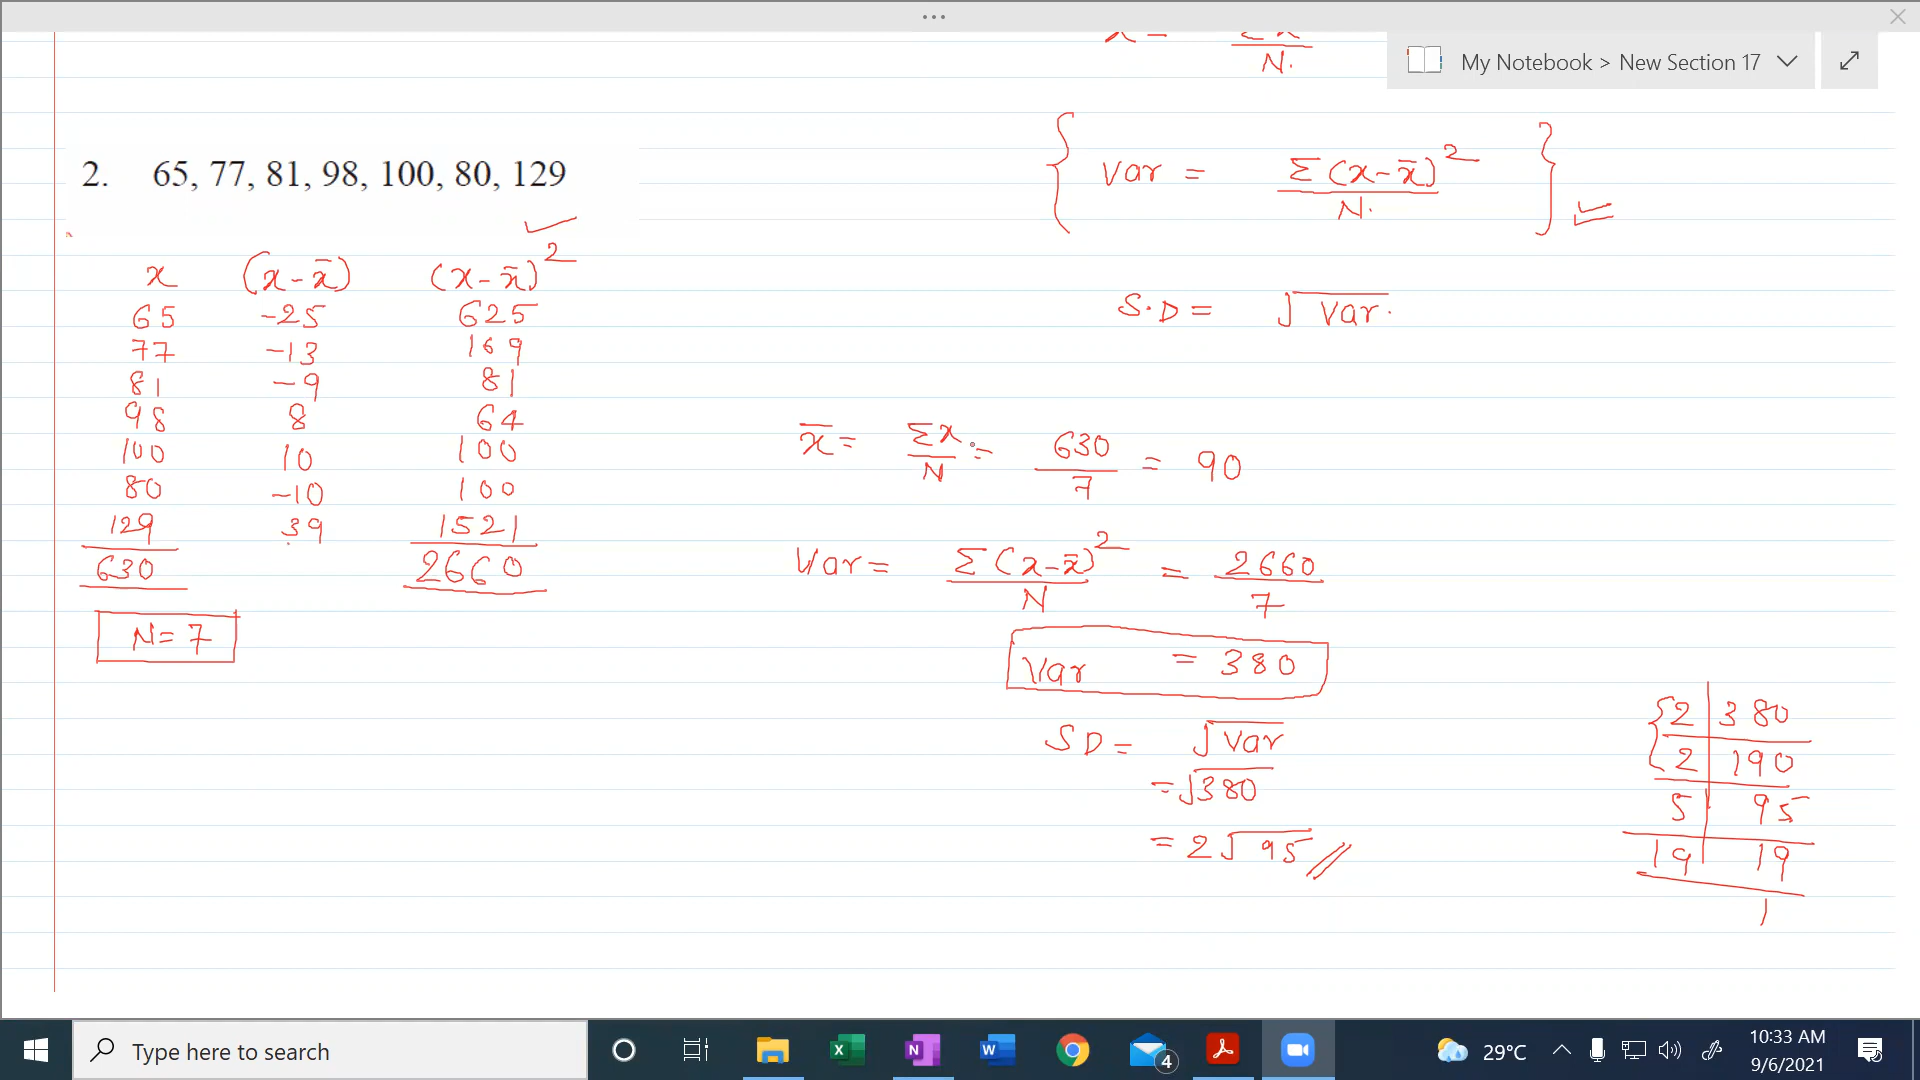 x̄ = Σx / N.
My Notebook > New Section 17
{ Var = Σ(x-x̄)² / N. }
2. 65, 77, 81, 98, 100, 80, 129
x (x-x̄) (x-x̄)²
65 -25 625
77 -13 169
81 -9 81
98 8 64
100 10 100
80 -10 100
129 39 1521
630 2660
N = 7
S.D = √Var.
x̄ = Σx / N = 630 / 7 = 90
Var = Σ(x-x̄)² / N = 2660 / 7
Var = 380
SD = √Var
= √380
= 2√95 //
2 | 380
2 | 190
5 | 95
19 | 19
1
Type here to search
4
29°C
10:33 AM
9/6/2021